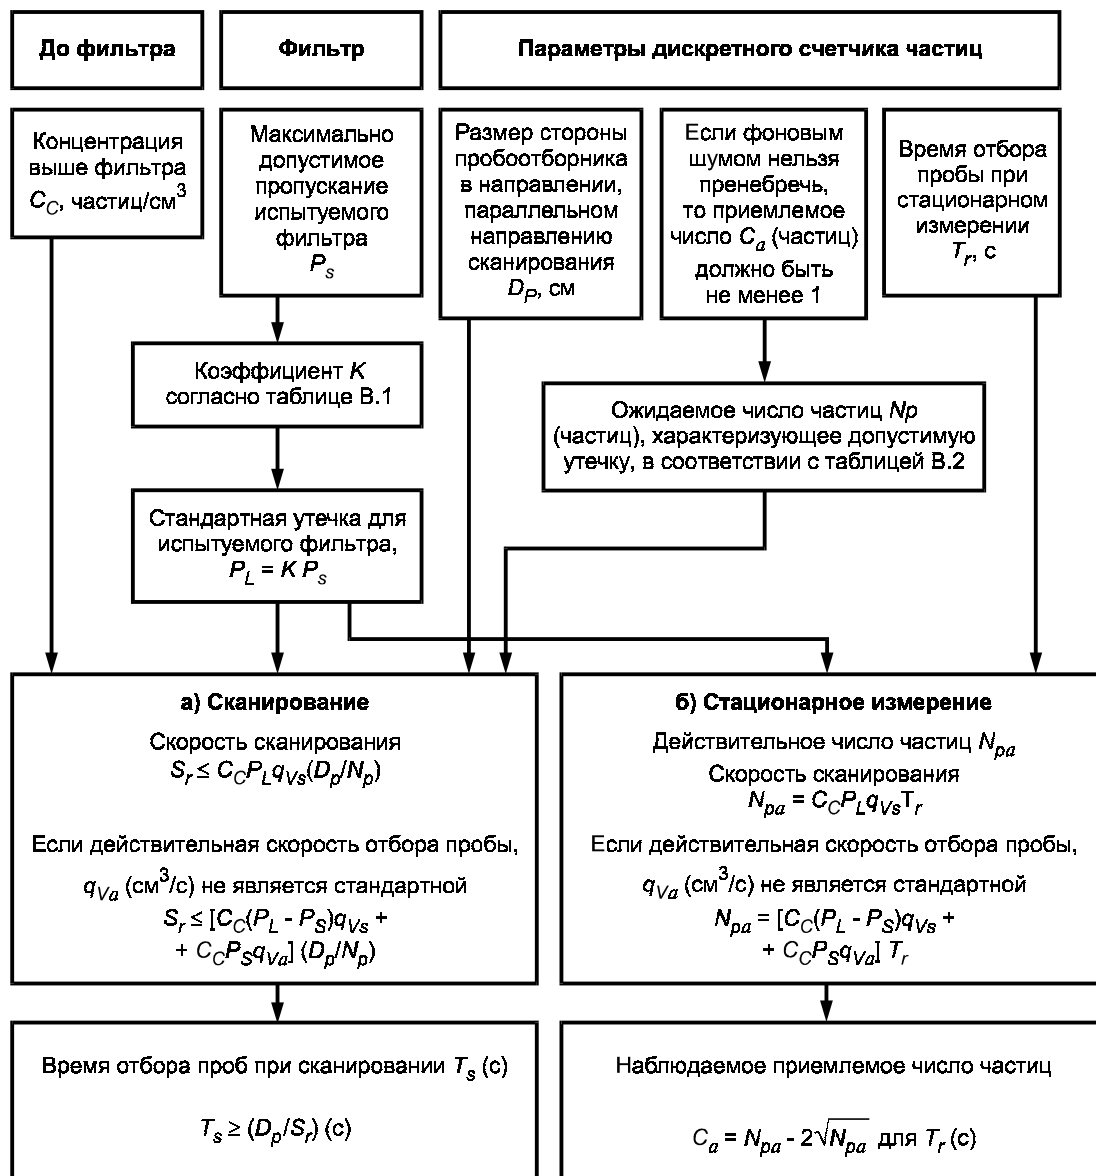 До фильтра
Фильтр
Параметры дискретного счетчика частиц
Концентрация
выше фильтра
C_C, частиц/см³
Максимально
допустимое
пропускание
испытуемого
фильтра
P_s
Размер стороны
пробоотборника
в направлении,
параллельном
направлению
сканирования
D_P, см
Если фоновым
шумом нельзя
пренебречь,
то приемлемое
число C_a (частиц)
должно быть
не менее 1
Время отбора
пробы при
стационарном
измерении
T_r, с
Коэффициент K
согласно таблице В.1
Ожидаемое число частиц Np
(частиц), характеризующее допустимую
утечку, в соответствии с таблицей В.2
Стандартная утечка для
испытуемого фильтра,
P_L = K P_s
а) Сканирование
Скорость сканирования
S_r ≤ C_C P_L q_Vs (D_p/N_p)
Если действительная скорость отбора пробы,
q_Va (см³/с) не является стандартной
S_r ≤ [C_C(P_L - P_S)q_Vs +
+ C_C P_S q_Va] (D_p/N_p)
б) Стационарное измерение
Действительное число частиц N_pa
Скорость сканирования
N_pa = C_C P_L q_Vs T_r
Если действительная скорость отбора пробы,
q_Va (см³/с) не является стандартной
N_pa = [C_C(P_L - P_S)q_Vs +
+ C_C P_S q_Va] T_r
Время отбора проб при сканировании T_s (с)
T_s ≥ (D_p/S_r) (с)
Наблюдаемое приемлемое число частиц
C_a = N_pa - 2√N_pa для T_r (с)